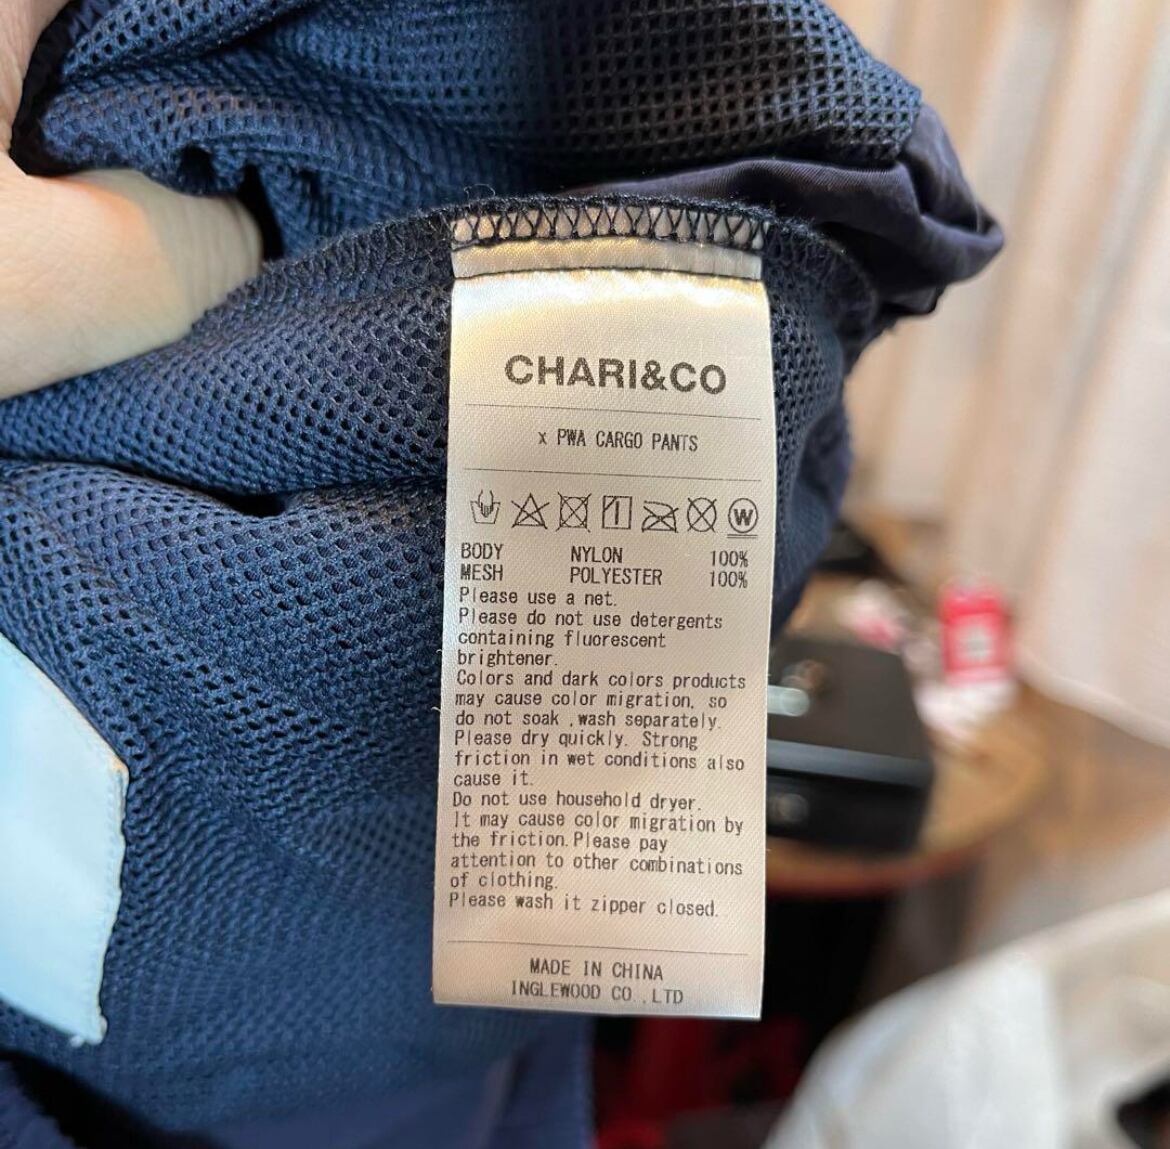 CHARI&CO
x PWA CARGO PANTS
W
BODY NYLON 100%
MESH POLYESTER 100%
Please use a net.
Please do not use detergents
containing fluorescent
brightener.
Colors and dark colors products
may cause color migration, so
do not soak ,wash separately.
Please dry quickly. Strong
friction in wet conditions also
cause it.
Do not use household dryer.
It may cause color migration by
the friction.Please pay
attention to other combinations
of clothing.
Please wash it zipper closed.
MADE IN CHINA
INGLEWOOD CO.,LTD